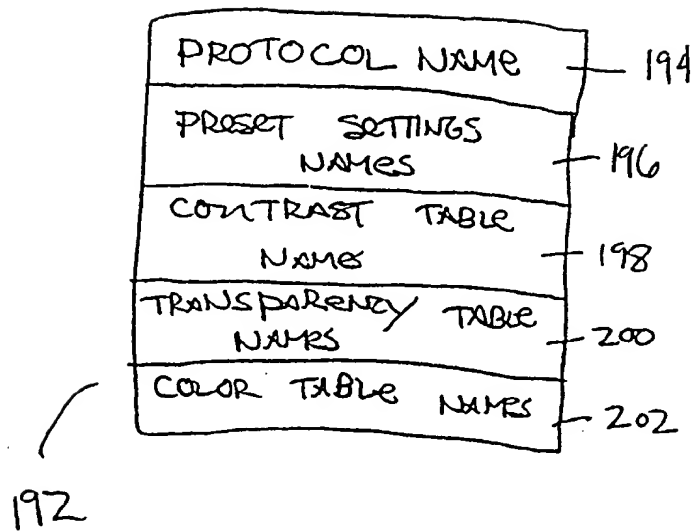 PROTOCOL NAME 194
PRESET SETTINGS
NAMES 196
CONTRAST TABLE
NAMES 198
TRANSPARENCY TABLE
NAMES 200
COLOR TABLE NAMES 202
192